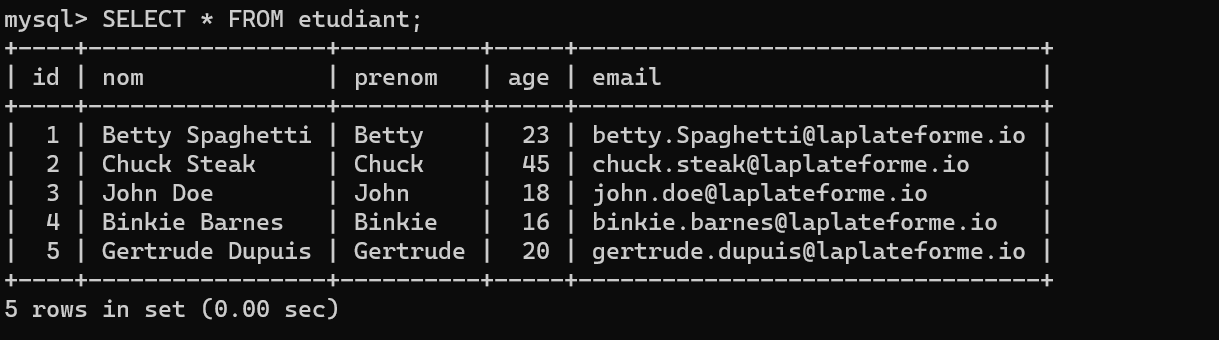 mysql> SELECT * FROM etudiant;
+----+-----------------+----------+-----+---------------------------------+
| id | nom             | prenom   | age | email                           |
+----+-----------------+----------+-----+---------------------------------+
|  1 | Betty Spaghetti | Betty    |  23 | betty.Spaghetti@laplateforme.io |
|  2 | Chuck Steak     | Chuck    |  45 | chuck.steak@laplateforme.io     |
|  3 | John Doe        | John     |  18 | john.doe@laplateforme.io        |
|  4 | Binkie Barnes   | Binkie   |  16 | binkie.barnes@laplateforme.io   |
|  5 | Gertrude Dupuis | Gertrude |  20 | gertrude.dupuis@laplateforme.io |
+----+-----------------+----------+-----+---------------------------------+
5 rows in set (0.00 sec)